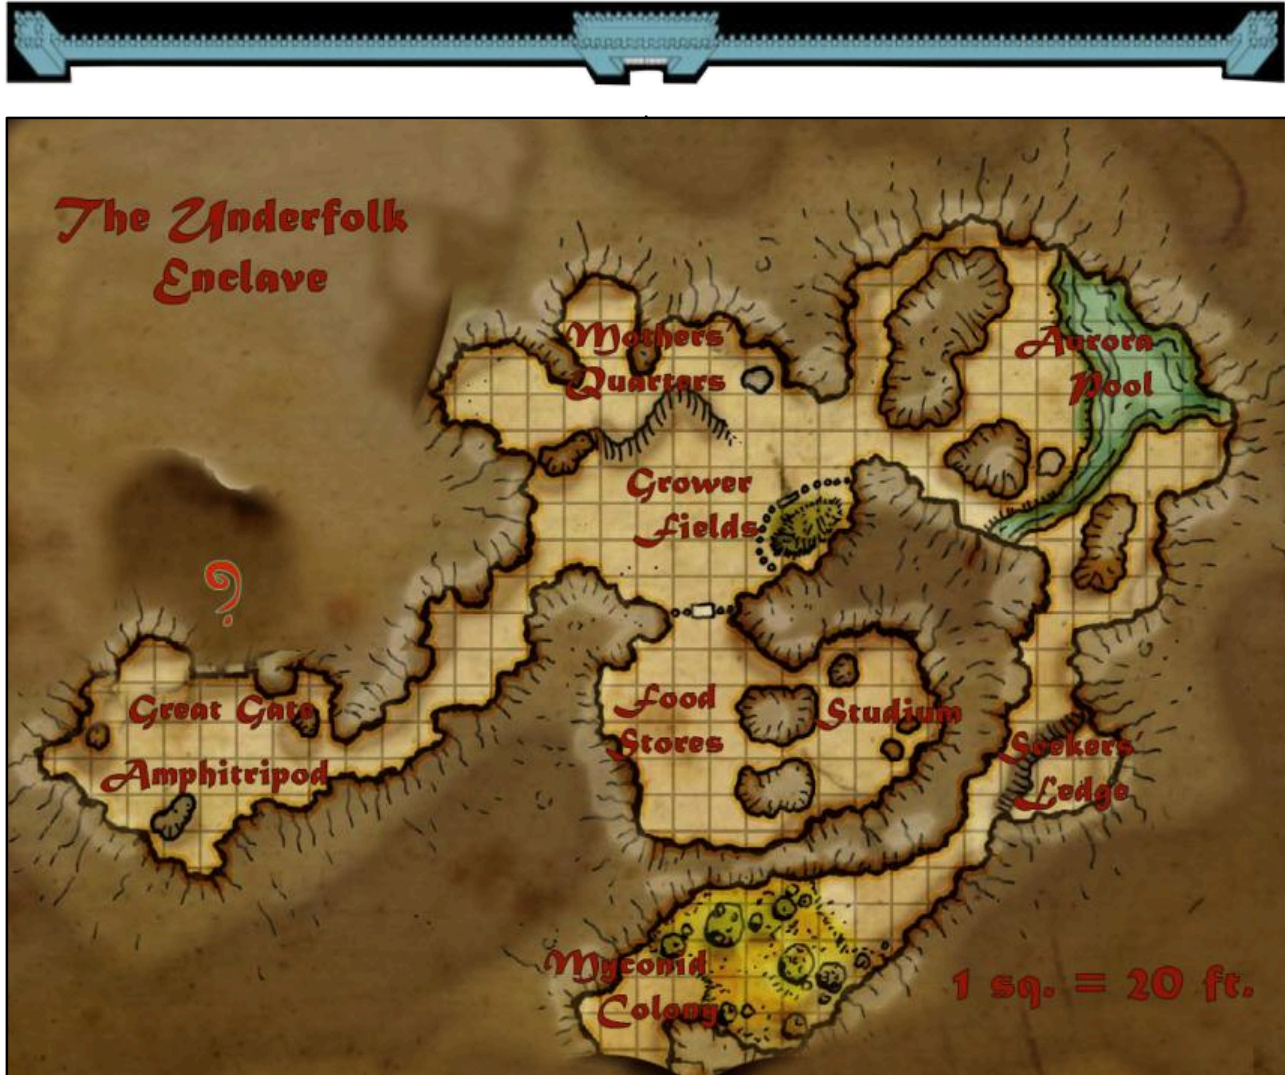 The Underfolk
Enclave
Mothers
Quarters
Aurora
Pool
Grower
Fields
?
Great Gate
Amphitripod
Food
Stores
Studium
Seekers
Ledge
Myconid
Colony
1 sq. = 20 ft.